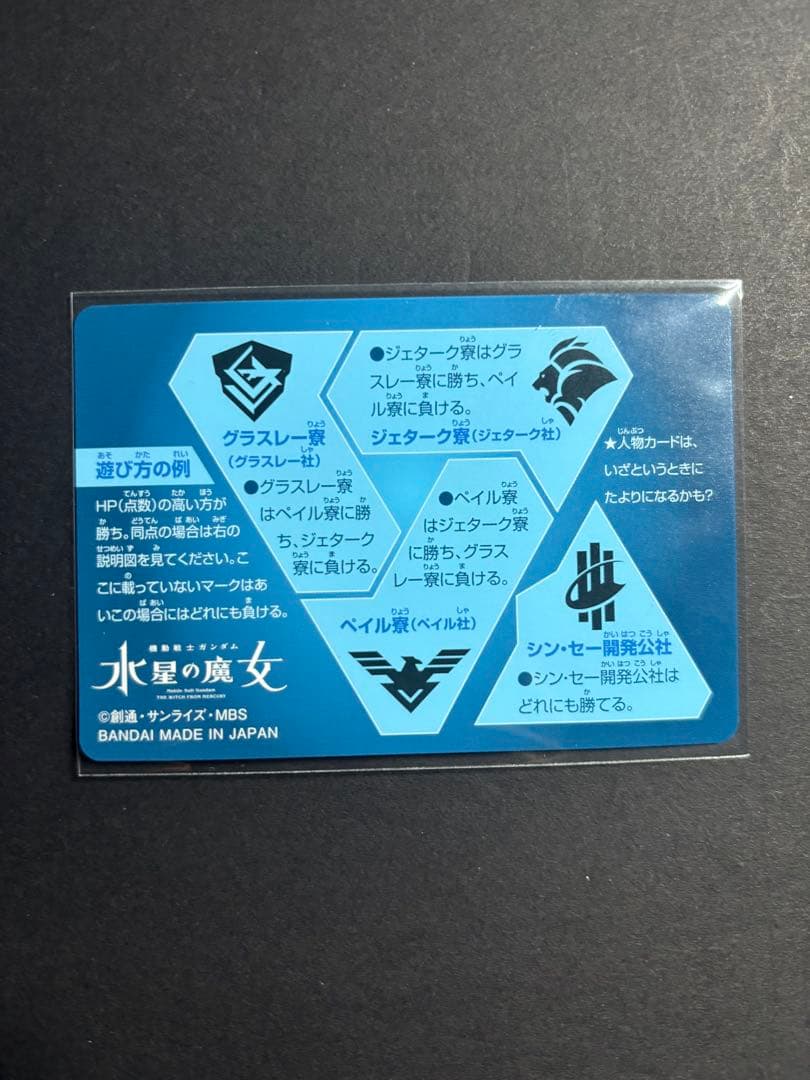 グラスレー寮
(グラスレー社)
●グラスレー寮
はペイル寮に勝
ち、ジェターク
寮に負ける。
●ジェターク寮はグラ
スレー寮に勝ち、ペイ
ル寮に負ける。
ジェターク寮(ジェターク社)
●ペイル寮
はジェターク寮
に勝ち、グラス
レー寮に負ける。
ペイル寮(ペイル社)
★人物カードは、
いざというときに
たよりになるかも?
シン・セー開発公社
●シン・セー開発公社は
どれにも勝てる。
遊び方の例
HP(点数)の高い方が
勝ち。同点の場合は右の
説明図を見てください。こ
こに載っていないマークはあ
いこの場合にはどれにも負ける。
機動戦士ガンダム
水星の魔女
Mobile Suit Gundam
THE WITCH FROM MERCURY
©創通・サンライズ・MBS
BANDAI MADE IN JAPAN